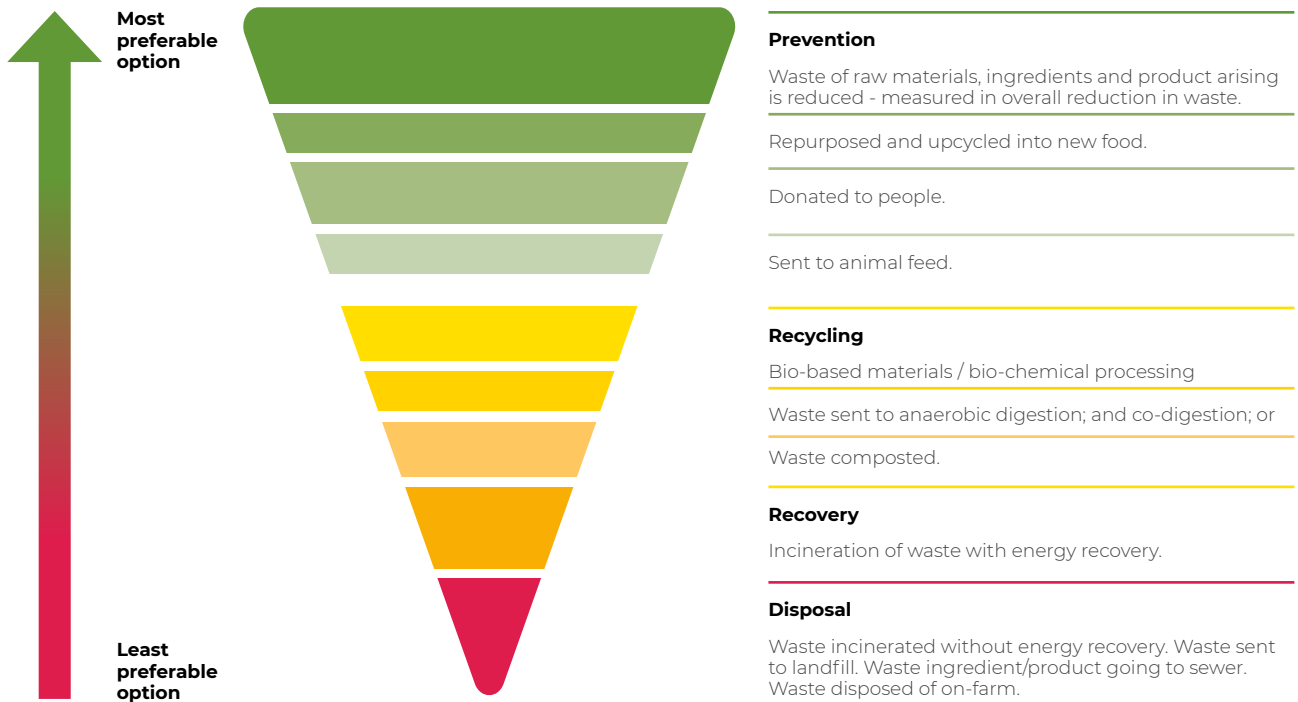 Most
preferable
option
Prevention
Waste of raw materials, ingredients and product arising
is reduced - measured in overall reduction in waste.
Repurposed and upcycled into new food.
Donated to people.
Sent to animal feed.
Recycling
Bio-based materials / bio-chemical processing
Waste sent to anaerobic digestion; and co-digestion; or
Waste composted.
Recovery
Incineration of waste with energy recovery.
Disposal
Waste incinerated without energy recovery. Waste sent
to landfill. Waste ingredient/product going to sewer.
Waste disposed of on-farm.
Least
preferable
option